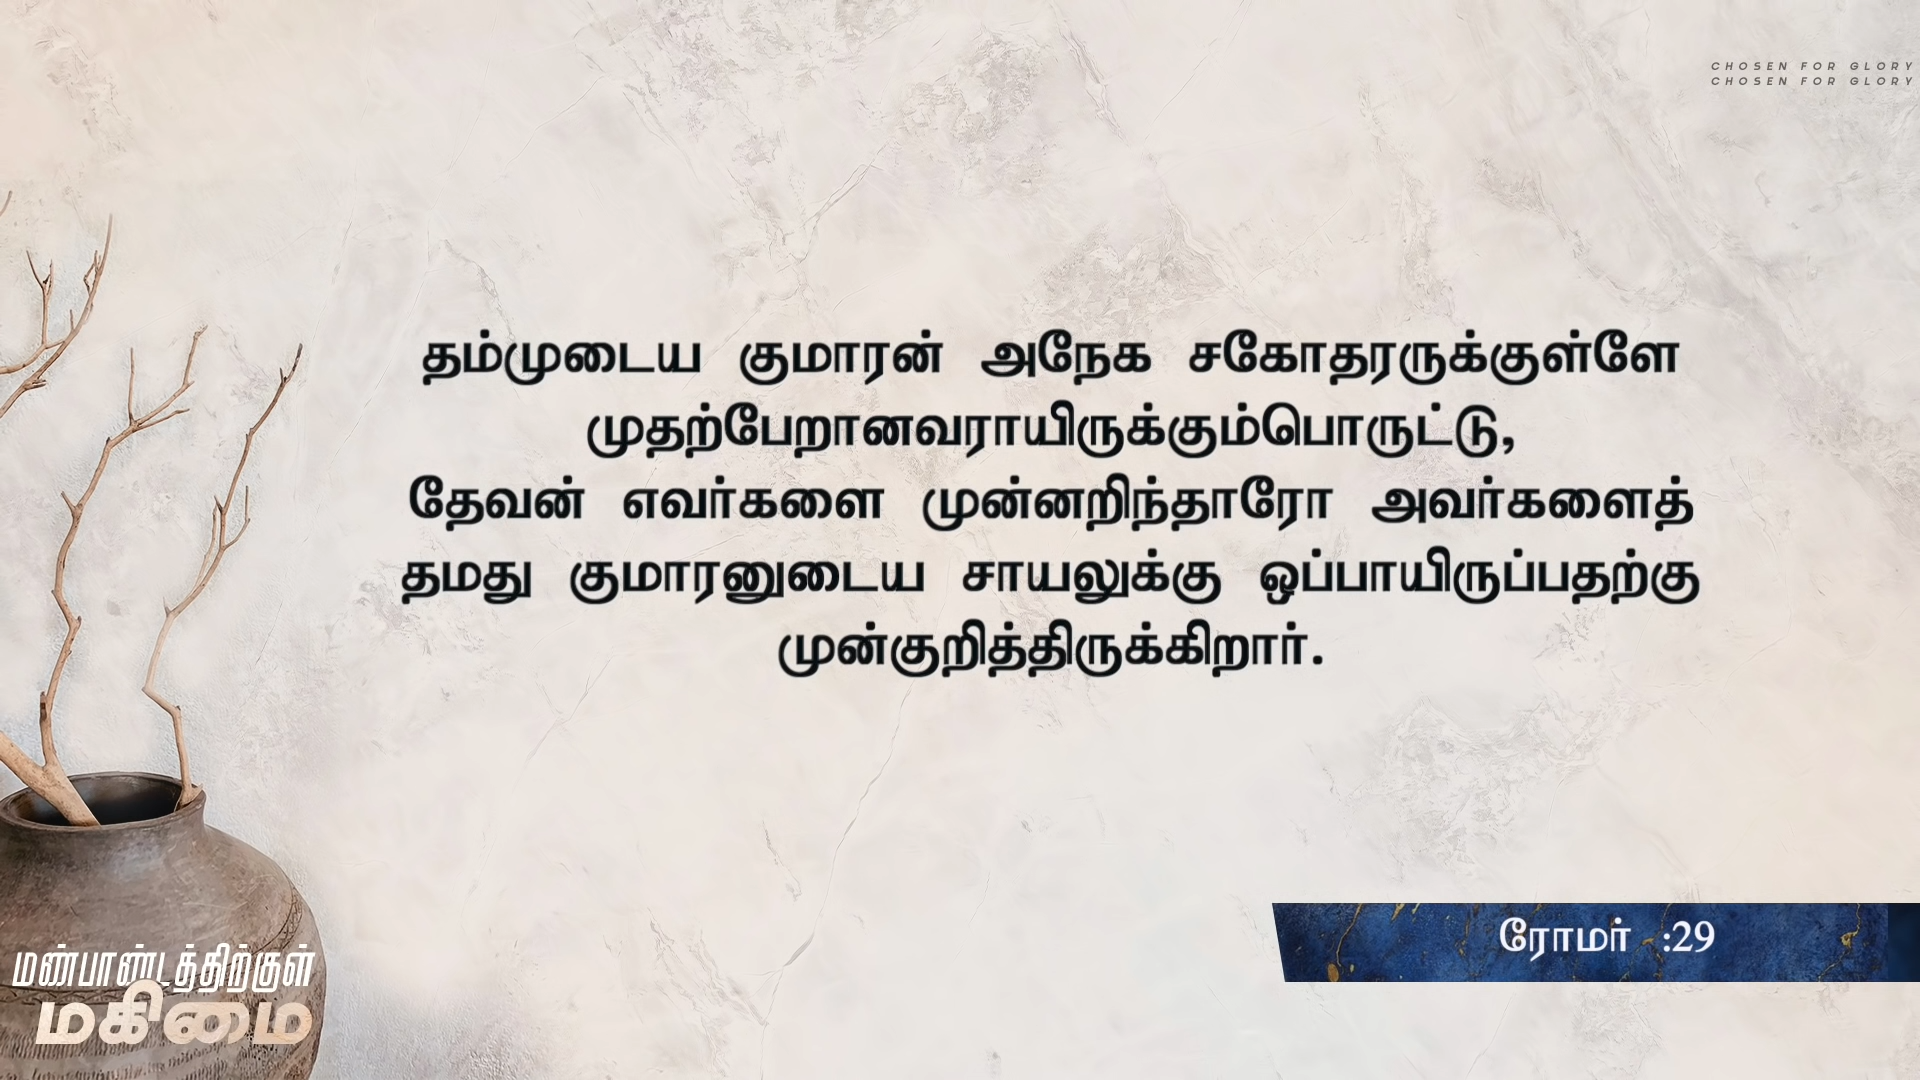 CHOSEN FOR GLORY
CHOSEN FOR GLORY
தம்முடைய குமாரன் அநேக சகோதரருக்குள்ளே
முதற்பேறானவராயிருக்கும்பொருட்டு,
தேவன் எவர்களை முன்னறிந்தாரோ அவர்களைத்
தமது குமாரனுடைய சாயலுக்கு ஒப்பாயிருப்பதற்கு
முன்குறித்திருக்கிறார்.
ரோமர் :29
மண்பாண்டத்திற்குள்
மகிமை